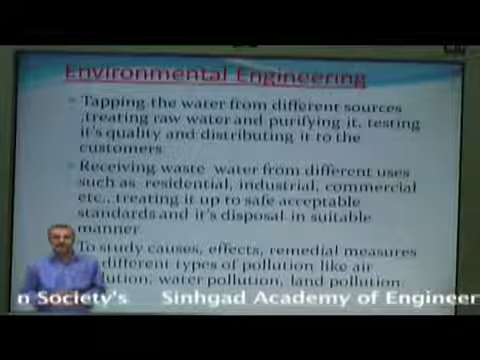 Environmental Engineering
Tapping the water from different sources
,treating raw water and purifying it, testing
it's quality and distributing it to the
customers
Receiving waste water from different uses
such as residential, industrial, commercial
etc., treating it up to safe acceptable
standards and it's disposal in suitable
manner
To study causes, effects, remedial measures
different types of pollution like air
water pollution, land pollution
n Society's Sinhgad Academy of Engineer